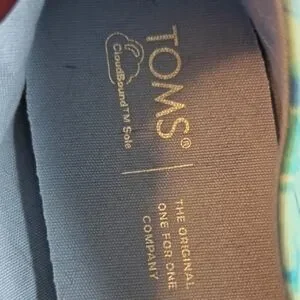 TOMS®
CloudBound™ Sole
THE ORIGINAL
ONE FOR ONE
COMPANY